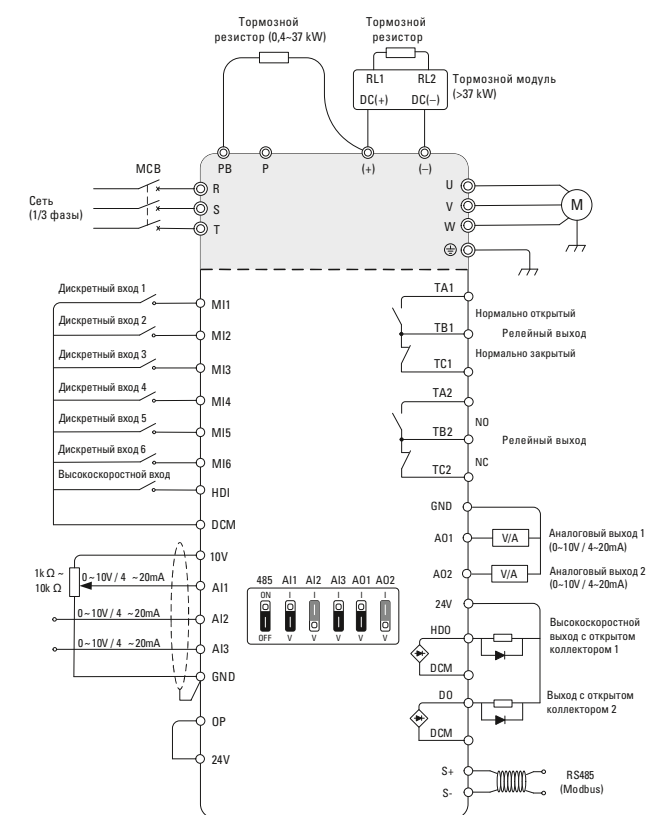 Тормозной
резистор (0,4~37 kW)
Тормозной
резистор
RL1 RL2
DC(+) DC(−)
Тормозной модуль
(>37 kW)
PB P (+) (−)
MCB
Сеть
(1/3 фазы)
R
S
T
U
V
W
M
Дискретный вход 1
MI1
Дискретный вход 2
MI2
Дискретный вход 3
MI3
Дискретный вход 4
MI4
Дискретный вход 5
MI5
Дискретный вход 6
MI6
Высокоскоростной вход
HDI
DCM
10V
1k Ω ~
10k Ω
0~10V / 4 ~20mA
AI1
0~10V / 4 ~20mA
AI2
0~10V / 4 ~20mA
AI3
GND
OP
24V
485 AI1 AI2 AI3 AO1 AO2
ON I I I I I
OFF V V V V V
TA1
Нормально открытый
TB1
Релейный выход
Нормально закрытый
TC1
TA2
NO
TB2
Релейный выход
NC
TC2
GND
AO1
V/A
Аналоговый выход 1
(0~10V / 4~20mA)
AO2
V/A
Аналоговый выход 2
(0~10V / 4~20mA)
24V
HDO
Высокоскоростной
выход с открытом
коллектором 1
DCM
DO
Выход с открытом
коллектором 2
DCM
S+
S-
RS485
(Modbus)